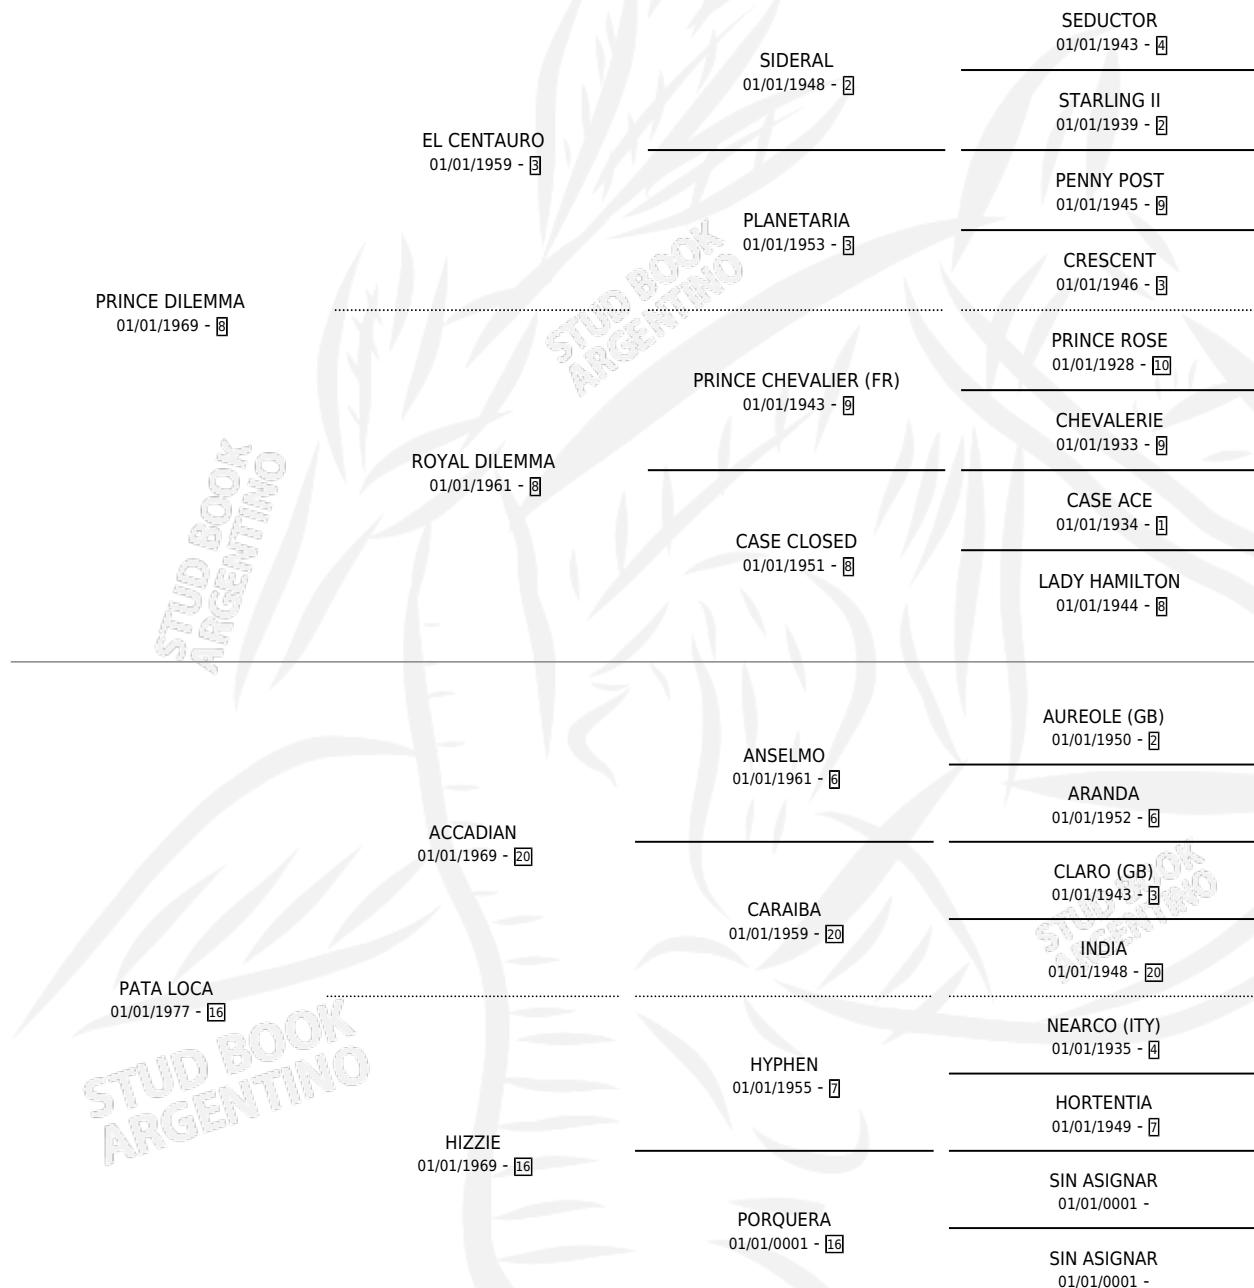 SEDUCTOR
01/01/1943 - 4
SIDERAL
01/01/1948 - 2
STARLING II
01/01/1939 - 2
EL CENTAURO
01/01/1959 - 3
PENNY POST
01/01/1945 - 9
PLANETARIA
01/01/1953 - 3
CRESCENT
01/01/1946 - 3
PRINCE DILEMMA
01/01/1969 - 8
PRINCE ROSE
01/01/1928 - 10
PRINCE CHEVALIER (FR)
01/01/1943 - 9
CHEVALERIE
01/01/1933 - 9
ROYAL DILEMMA
01/01/1961 - 8
CASE ACE
01/01/1934 - 1
CASE CLOSED
01/01/1951 - 8
LADY HAMILTON
01/01/1944 - 8
AUREOLE (GB)
01/01/1950 - 2
ANSELMO
01/01/1961 - 6
ARANDA
01/01/1952 - 6
ACCADIAN
01/01/1969 - 20
CLARO (GB)
01/01/1943 - 3
CARAIBA
01/01/1959 - 20
INDIA
01/01/1948 - 20
PATA LOCA
01/01/1977 - 16
NEARCO (ITY)
01/01/1935 - 4
HYPHEN
01/01/1955 - 7
HORTENTIA
01/01/1949 - 7
HIZZIE
01/01/1969 - 16
SIN ASIGNAR
01/01/0001 -
PORQUERA
01/01/0001 - 16
SIN ASIGNAR
01/01/0001 -
STUD BOOK
ARGENTINO
STUD BOOK
ARGENTINO
STUD BOOK
ARGENTINO
STUD BOOK
ARGENTINO